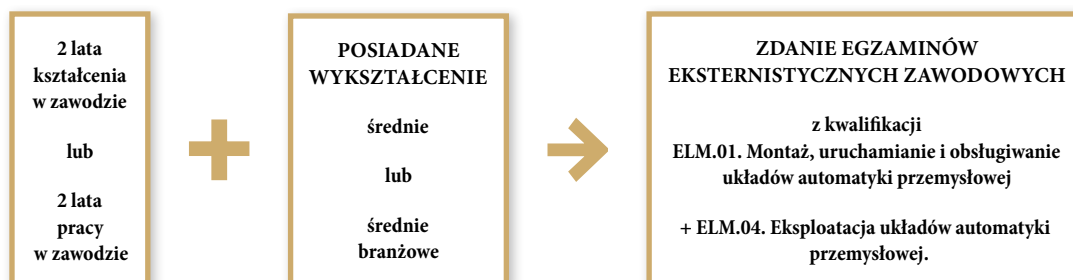 2 lata
kształcenia
w zawodzie
lub
2 lata
pracy
w zawodzie
POSIADANE
WYKSZTAŁCENIE
średnie
lub
średnie
branżowe
ZDANIE EGZAMINÓW
EKSTERNISTYCZNYCH ZAWODOWYCH
z kwalifikacji
ELM.01. Montaż, uruchamianie i obsługiwanie
układów automatyki przemysłowej
+ ELM.04. Eksploatacja układów automatyki
przemysłowej.